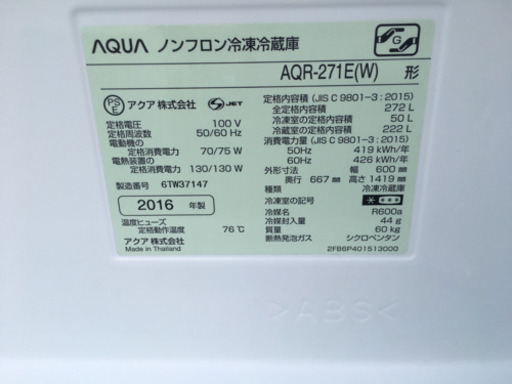 AQUA ノンフロン冷凍冷蔵庫
AQR-271E(W) 形
PS E アクア株式会社 JET
定格電圧 100 V
定格周波数 50/60 Hz
電動機の
定格消費電力 70/75 W
電熱装置の
定格消費電力 130/130 W
製造番号 6TW37147
2016 年製
温度ヒューズ
定格動作温度 76℃
アクア株式会社
Made in Thailand
定格内容積 (JIS C 9801-3 : 2015)
全定格内容積 272 L
冷凍室の定格内容積 50 L
冷蔵室の定格内容積 222 L
消費電力量 (JIS C 9801-3 : 2015)
50Hz 419 kWh/年
60Hz 426 kWh/年
外形寸法 幅 600 mm
奥行 667 mm 高さ 1419 mm
種類 冷凍冷蔵庫
冷凍室の記号
冷媒名 R600a
冷媒封入量 44 g
質量 60 kg
断熱発泡ガス シクロペンタン
2FB6P401513000
G
>ABS<